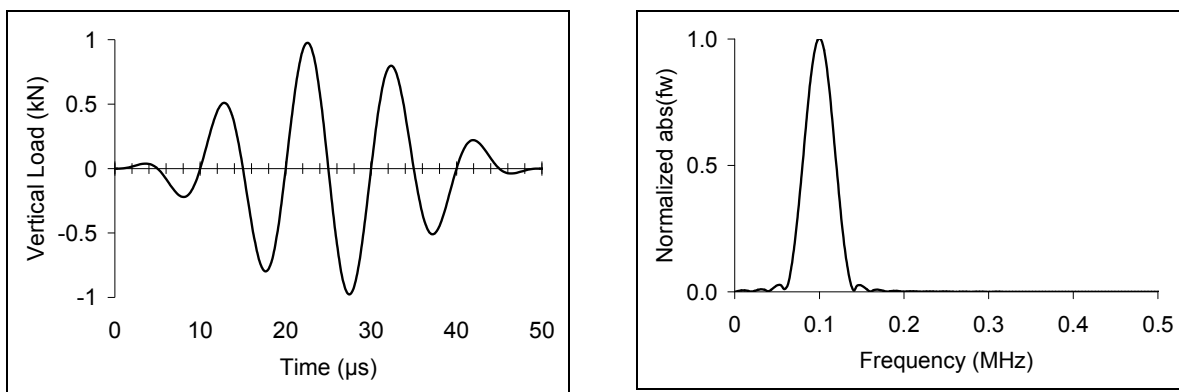 Vertical Load (kN)
1
0.5
0
-0.5
-1
0 10 20 30 40 50
Time (µs)
Normalized abs(fw)
1.0
0.5
0.0
0 0.1 0.2 0.3 0.4 0.5
Frequency (MHz)